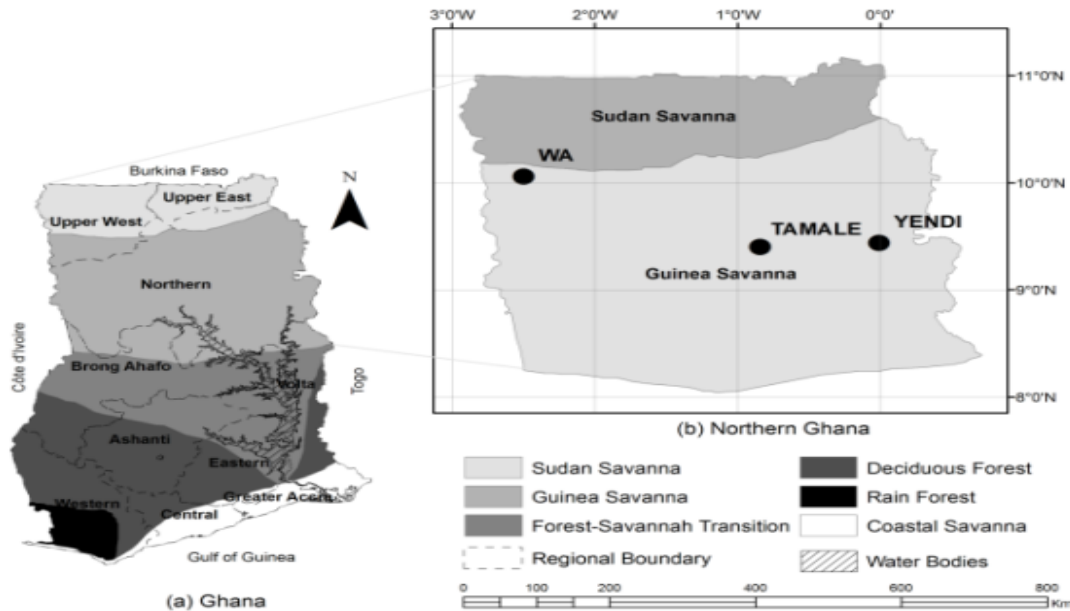 3°0'W 2°0'W 1°0'W 0°0'
11°0'N
Sudan Savanna
WA
10°0'N
TAMALE YENDI
Guinea Savanna
9°0'N
8°0'N
(b) Northern Ghana
Burkina Faso
N
Upper East
Upper West
Northern
Côte d'Ivoire
Brong Ahafo
Volta
Togo
Ashanti
Eastern
Greater Accra
Western
Central
Gulf of Guinea
(a) Ghana
Sudan Savanna
Guinea Savanna
Forest-Savannah Transition
Regional Boundary
Deciduous Forest
Rain Forest
Coastal Savanna
Water Bodies
0 100 200 400 600 800
Km